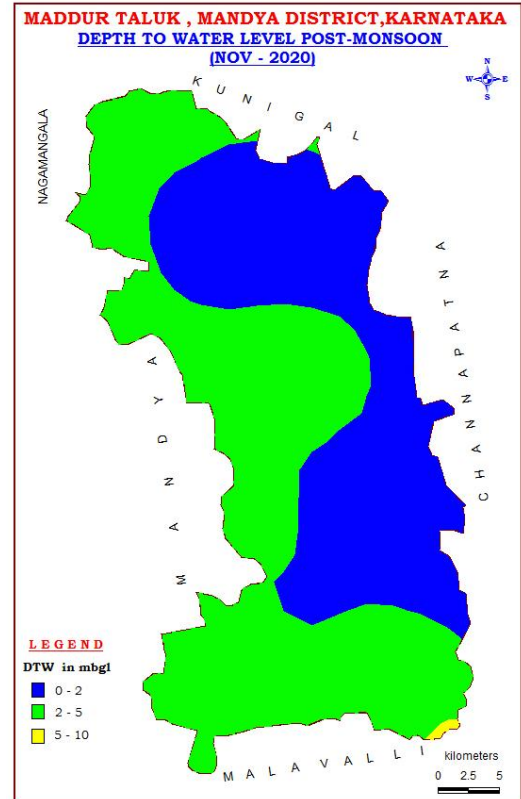 MADDUR TALUK , MANDYA DISTRICT,KARNATAKA
DEPTH TO WATER LEVEL POST-MONSOON
(NOV - 2020)
N
W E
S
KUNIGAL
NAGAMANGALA
CHANNAPATNA
MANDYA
LEGEND
DTW in mbgl
0 - 2
2 - 5
5 - 10
MALAVALLI
kilometers
0 2.5 5